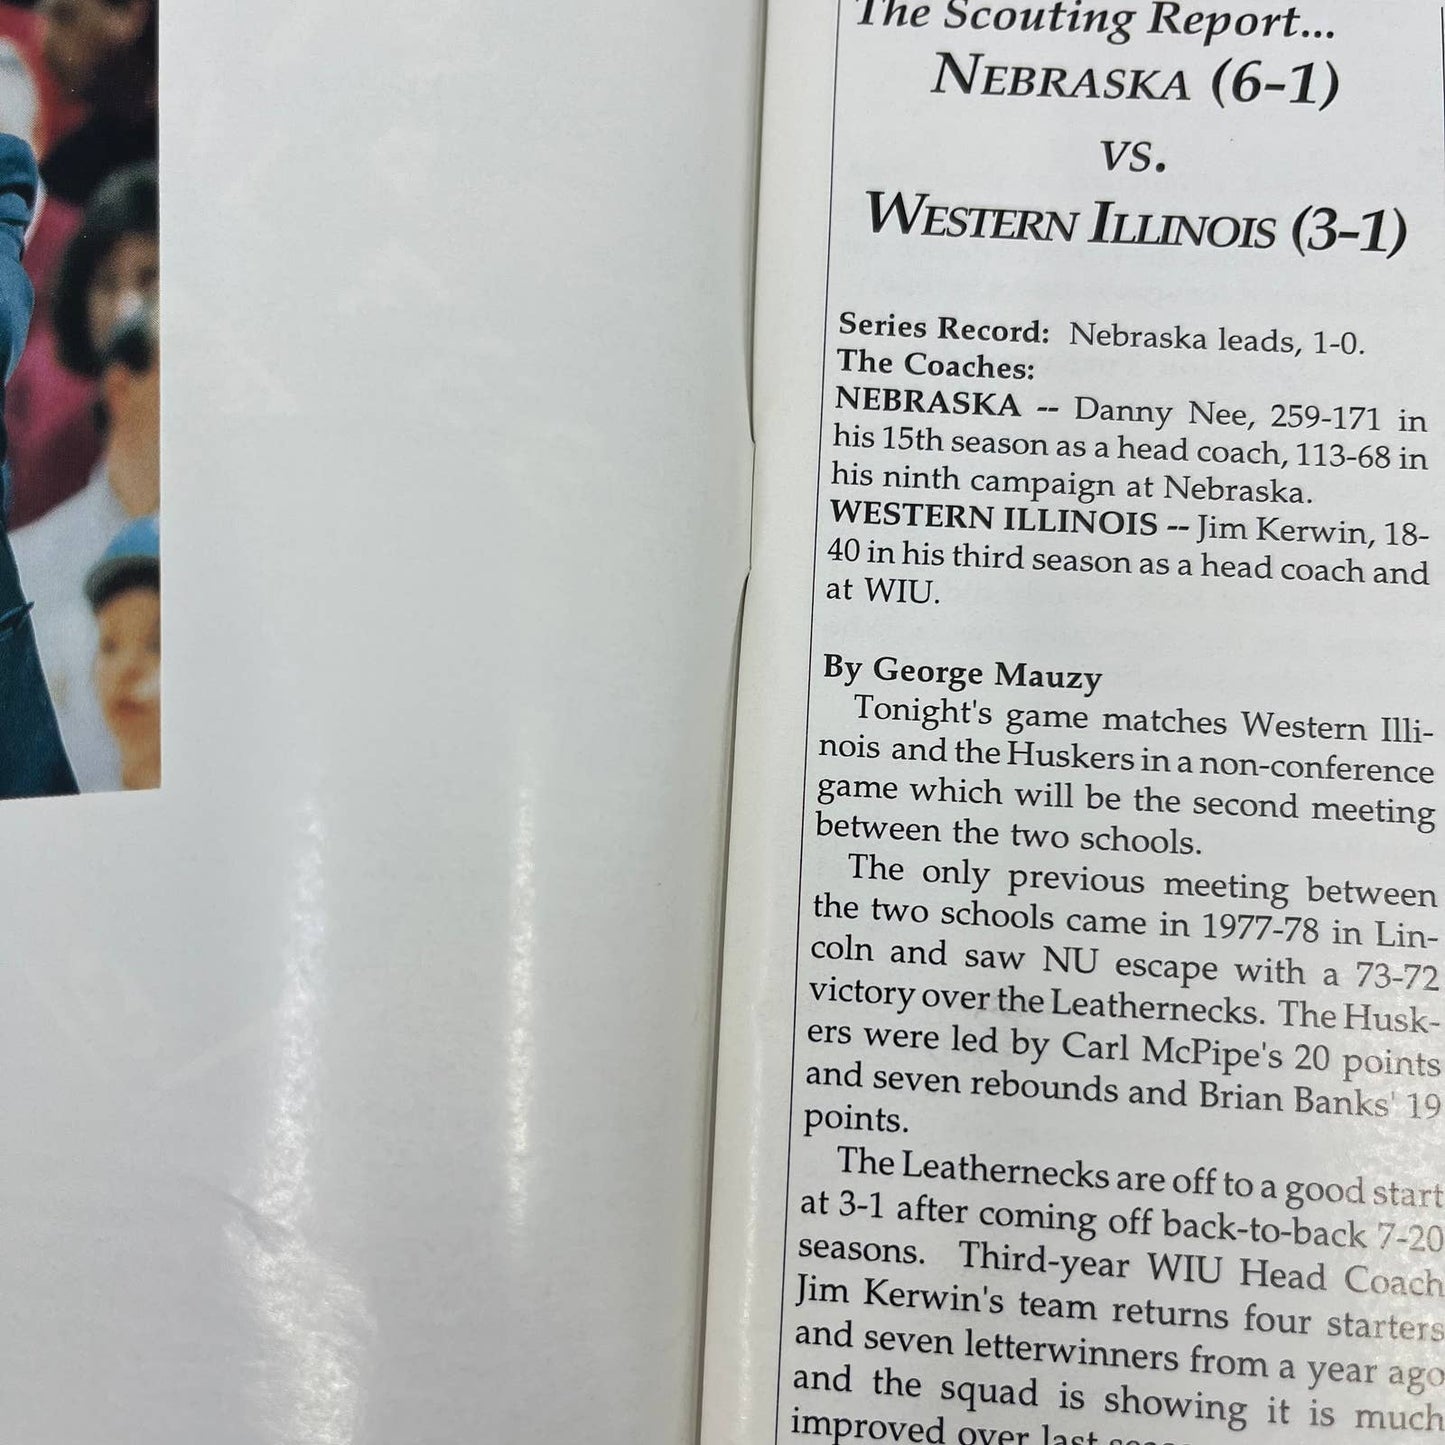 The Scouting Report...
NEBRASKA (6-1)
VS.
WESTERN ILLINOIS (3-1)
Series Record: Nebraska leads, 1-0.
The Coaches:
NEBRASKA -- Danny Nee, 259-171 in
his 15th season as a head coach, 113-68 in
his ninth campaign at Nebraska.
WESTERN ILLINOIS -- Jim Kerwin, 18-
40 in his third season as a head coach and
at WIU.
By George Mauzy
Tonight's game matches Western Illi-
nois and the Huskers in a non-conference
game which will be the second meeting
between the two schools.
The only previous meeting between
the two schools came in 1977-78 in Lin-
coln and saw NU escape with a 73-72
victory over the Leathernecks. The Husk-
ers were led by Carl McPipe's 20 points
and seven rebounds and Brian Banks' 19
points.
The Leathernecks are off to a good start
at 3-1 after coming off back-to-back 7-20
seasons. Third-year WIU Head Coach
Jim Kerwin's team returns four starters
and seven letterwinners from a year ago
and the squad is showing it is much
improved over last